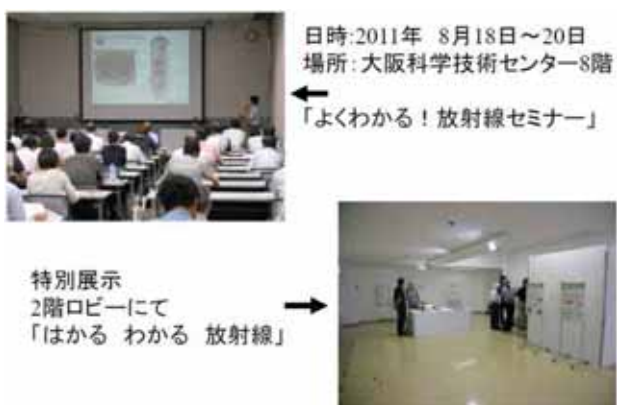 日時:2011年 8月18日～20日
場所:大阪科学技術センター8階
「よくわかる！放射線セミナー」
特別展示
2階ロビーにて
「はかる わかる 放射線」